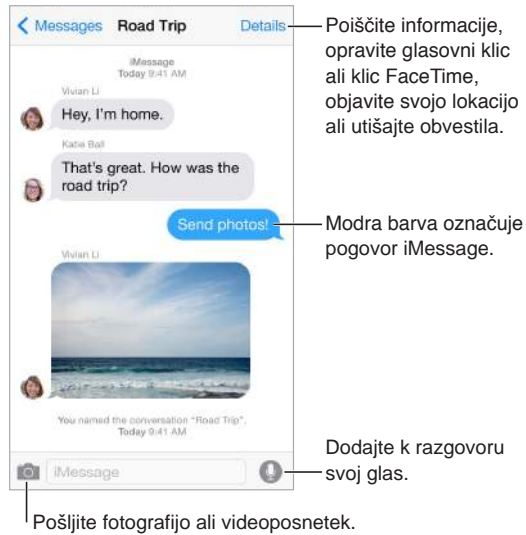 Messages Road Trip Details
iMessage
Today 9:41 AM
Vivian Li
Hey, I'm home.
Katie Ball
That's great. How was the
road trip?
Send photos!
Vivian Li
You named the conversation “Road Trip”.
Today 9:41 AM
iMessage
Poiščite informacije,
opravite glasovni klic
ali klic FaceTime,
objavite svojo lokacijo
ali utišajte obvestila.
Modra barva označuje
pogovor iMessage.
Dodajte k razgovoru
svoj glas.
Pošljite fotografijo ali videoposnetek.